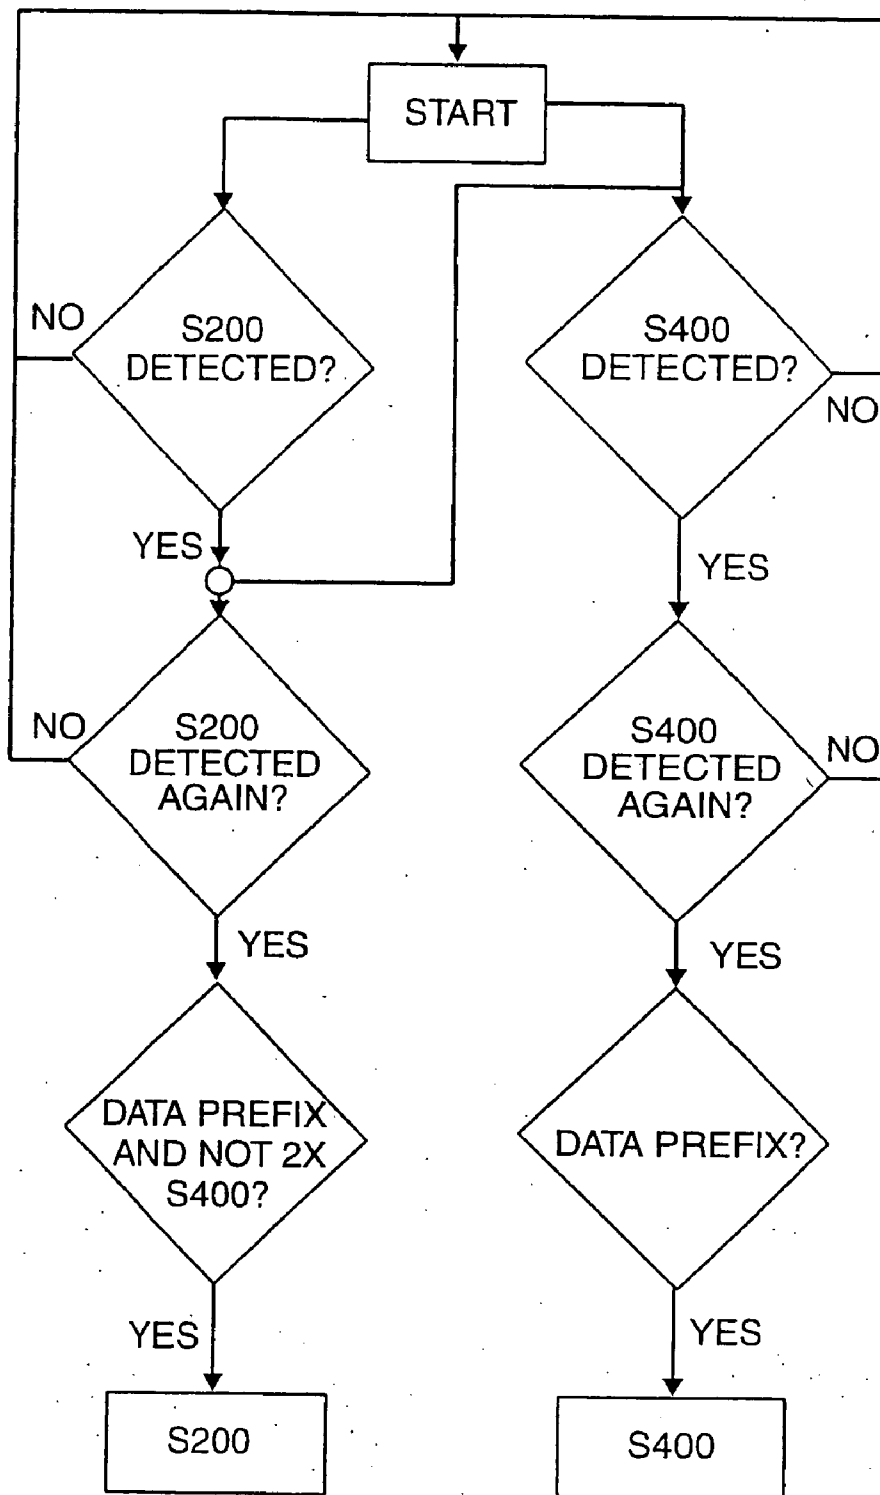 START
NO
S200
DETECTED?
S400
DETECTED?
NO
YES
YES
NO
S200
DETECTED
AGAIN?
S400
DETECTED
AGAIN?
NO
YES
YES
DATA PREFIX
AND NOT 2X
S400?
DATA PREFIX?
YES
YES
S200
S400